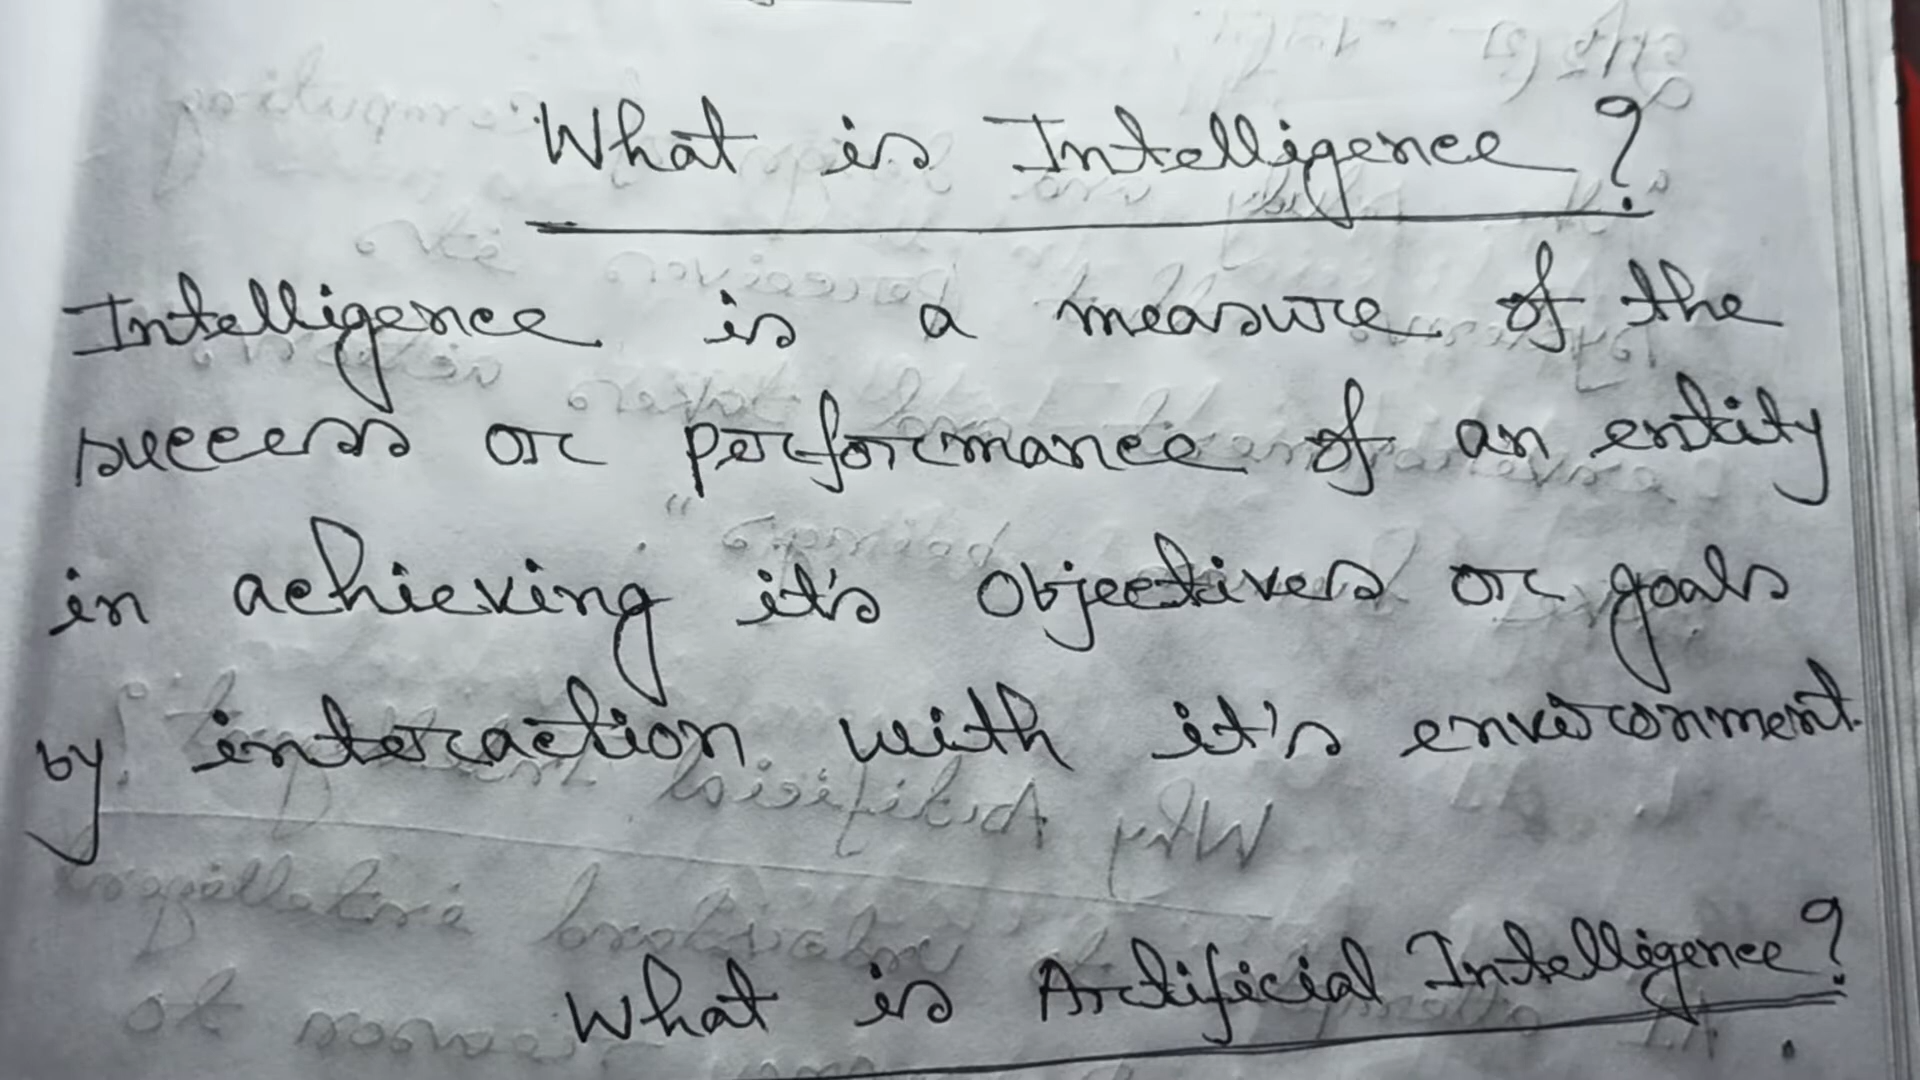 What is Intelligence ?
Intelligence is a measure of the
success or performance of an entity
in achieving it's objectives or goals
by interaction with it's environment.
What is Artificial Intelligence?